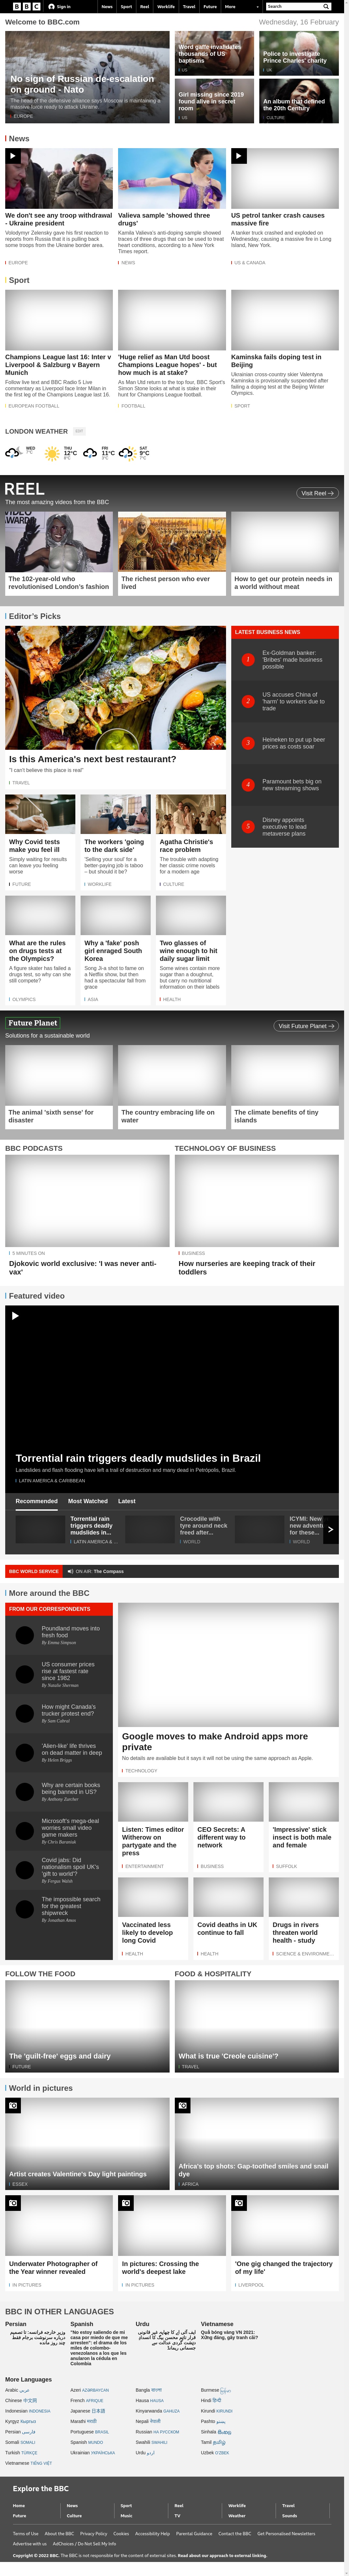 BBC
Sign in
News
Sport
Reel
Worklife
Travel
Future
More
Search
Welcome to BBC.com
Wednesday, 16 February
No sign of Russian de-escalation
on ground - Nato
The head of the defensive alliance says Moscow is maintaining a
massive force ready to attack Ukraine.
EUROPE
Word gaffe invalidates
thousands of US
baptisms
US
Police to investigate
Prince Charles' charity
UK
Girl missing since 2019
found alive in secret
room
US
An album that defined
the 20th Century
CULTURE
News
We don't see any troop withdrawal
- Ukraine president
Volodymyr Zelensky gave his first reaction to
reports from Russia that it is pulling back
some troops from the Ukraine border area.
EUROPE
Valieva sample 'showed three
drugs'
Kamila Valieva's anti-doping sample showed
traces of three drugs that can be used to treat
heart conditions, according to a New York
Times report.
NEWS
US petrol tanker crash causes
massive fire
A tanker truck crashed and exploded on
Wednesday, causing a massive fire in Long
Island, New York.
US & CANADA
Sport
Champions League last 16: Inter v
Liverpool & Salzburg v Bayern
Munich
Follow live text and BBC Radio 5 Live
commentary as Liverpool face Inter Milan in
the first leg of the Champions League last 16.
EUROPEAN FOOTBALL
'Huge relief as Man Utd boost
Champions League hopes' - but
how much is at stake?
As Man Utd return to the top four, BBC Sport's
Simon Stone looks at what is stake in their
hunt for Champions League football.
FOOTBALL
Kaminska fails doping test in
Beijing
Ukrainian cross-country skier Valentyna
Kaminska is provisionally suspended after
failing a doping test at the Beijing Winter
Olympics.
SPORT
LONDON WEATHER
EDIT
WED
7°C
THU
12°C
8°C
FRI
11°C
3°C
SAT
9°C
7°C
REEL
The most amazing videos from the BBC
Visit Reel
The 102-year-old who
revolutionised London's fashion
The richest person who ever
lived
How to get our protein needs in
a world without meat
Editor's Picks
Is this America's next best restaurant?
"I can't believe this place is real"
TRAVEL
LATEST BUSINESS NEWS
1
Ex-Goldman banker:
'Bribes' made business
possible
2
US accuses China of
'harm' to workers due to
trade
3
Heineken to put up beer
prices as costs soar
4
Paramount bets big on
new streaming shows
5
Disney appoints
executive to lead
metaverse plans
Why Covid tests
make you feel ill
Simply waiting for results
can leave you feeling
worse
FUTURE
The workers 'going
to the dark side'
'Selling your soul' for a
better-paying job is taboo
– but should it be?
WORKLIFE
Agatha Christie's
race problem
The trouble with adapting
her classic crime novels
for a modern age
CULTURE
What are the rules
on drugs tests at
the Olympics?
A figure skater has failed a
drugs test, so why can she
still compete?
OLYMPICS
Why a 'fake' posh
girl enraged South
Korea
Song Ji-a shot to fame on
a Netflix show, but then
had a spectacular fall from
grace
ASIA
Two glasses of
wine enough to hit
daily sugar limit
Some wines contain more
sugar than a doughnut,
but carry no nutritional
information on their labels
HEALTH
Future Planet
Solutions for a sustainable world
Visit Future Planet
The animal 'sixth sense' for
disaster
The country embracing life on
water
The climate benefits of tiny
islands
BBC PODCASTS
5 MINUTES ON
Djokovic world exclusive: 'I was never anti-
vax'
TECHNOLOGY OF BUSINESS
BUSINESS
How nurseries are keeping track of their
toddlers
Featured video
Torrential rain triggers deadly mudslides in Brazil
Landslides and flash flooding have left a trail of destruction and many dead in Petrópolis, Brazil.
LATIN AMERICA & CARIBBEAN
Recommended
Most Watched
Latest
Torrential rain
triggers deadly
mudslides in...
LATIN AMERICA & ...
Crocodile with
tyre around neck
freed after...
WORLD
ICYMI: New
new adventu
for these...
WORLD
BBC WORLD SERVICE
ON AIR: The Compass
More around the BBC
FROM OUR CORRESPONDENTS
Poundland moves into
fresh food
By Emma Simpson
US consumer prices
rise at fastest rate
since 1982
By Natalie Sherman
How might Canada's
trucker protest end?
By Sam Cabral
'Alien-like' life thrives
on dead matter in deep
By Helen Briggs
Why are certain books
being banned in US?
By Anthony Zurcher
Microsoft's mega-deal
worries small video
game makers
By Chris Baraniuk
Covid jabs: Did
nationalism spoil UK's
'gift to world'?
By Fergus Walsh
The impossible search
for the greatest
shipwreck
By Jonathan Amos
Google moves to make Android apps more
private
No details are available but it says it will not be using the same approach as Apple.
TECHNOLOGY
Listen: Times editor
Witherow on
partygate and the
press
ENTERTAINMENT
CEO Secrets: A
different way to
network
BUSINESS
'Impressive' stick
insect is both male
and female
SUFFOLK
Vaccinated less
likely to develop
long Covid
HEALTH
Covid deaths in UK
continue to fall
HEALTH
Drugs in rivers
threaten world
health - study
SCIENCE & ENVIRONME...
FOLLOW THE FOOD
The 'guilt-free' eggs and dairy
FUTURE
FOOD & HOSPITALITY
What is true 'Creole cuisine'?
TRAVEL
World in pictures
Artist creates Valentine's Day light paintings
ESSEX
Africa's top shots: Gap-toothed smiles and snail
dye
AFRICA
Underwater Photographer of
the Year winner revealed
IN PICTURES
In pictures: Crossing the
world's deepest lake
IN PICTURES
'One gig changed the trajectory
of my life'
LIVERPOOL
BBC IN OTHER LANGUAGES
Persian
Spanish
"No estoy saliendo de mi
casa por miedo de que me
arresten": el drama de los
miles de colombo-
venezolanos a los que les
anularon la cédula en
Colombia
Urdu
Vietnamese
Quả bóng vàng VN 2021:
Xứng đáng, gây tranh cãi?
More Languages
Arabic عربي
Azeri AZƏRBAYCAN
Bangla বাংলা
Burmese
Chinese 中文网
French AFRIQUE
Hausa HAUSA
Hindi हिन्दी
Indonesian INDONESIA
Japanese 日本語
Kinyarwanda GAHUZA
Kirundi KIRUNDI
Kyrgyz Кыргыз
Marathi मराठी
Nepali नेपाली
Pashto پښتو
Persian فارسی
Portuguese BRASIL
Russian НА РУССКОМ
Sinhala සිංහල
Somali SOMALI
Spanish MUNDO
Swahili SWAHILI
Tamil தமிழ்
Turkish TÜRKÇE
Ukrainian УКРАЇНСЬКА
Urdu اردو
Uzbek O'ZBEK
Vietnamese TIẾNG VIỆT
Explore the BBC
Home
News
Sport
Reel
Worklife
Travel
Future
Culture
Music
TV
Weather
Sounds
Terms of Use
About the BBC
Privacy Policy
Cookies
Accessibility Help
Parental Guidance
Contact the BBC
Get Personalised Newsletters
Advertise with us
AdChoices / Do Not Sell My Info
Copyright © 2022 BBC. The BBC is not responsible for the content of external sites. Read about our approach to external linking.